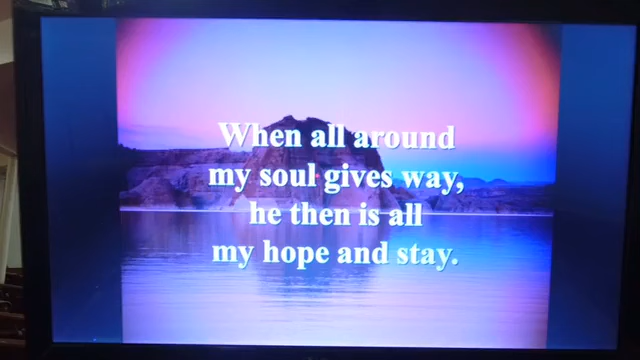 When all around
my soul gives way,
he then is all
my hope and stay.